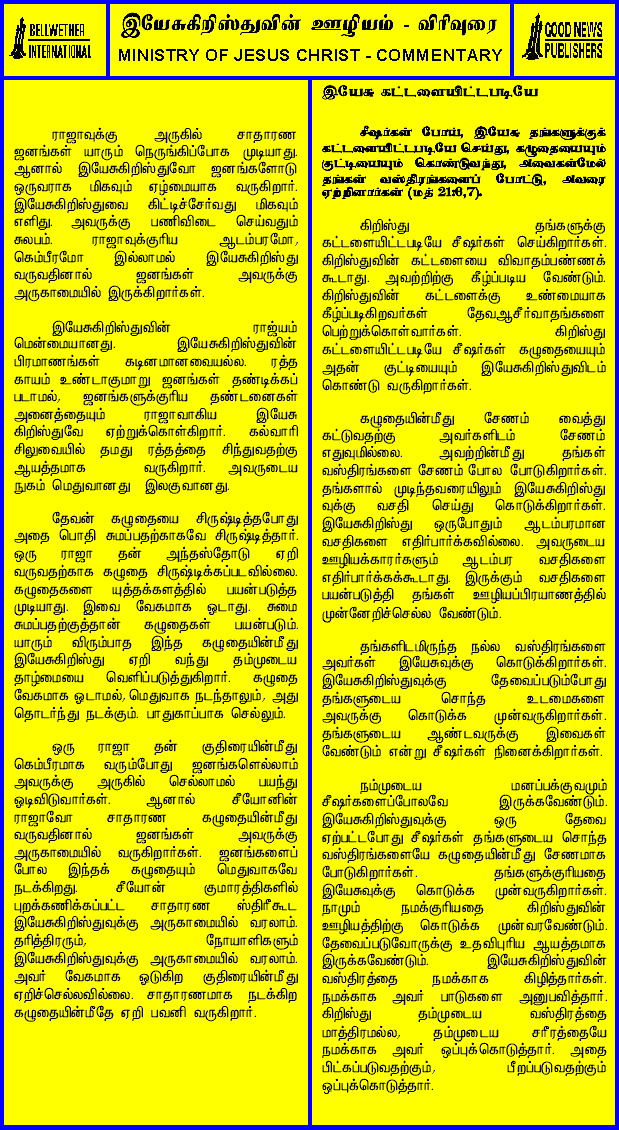 BELLWETHER
INTERNATIONAL
இயேசுகிறிஸ்துவின் ஊழியம் - விரிவுரை
MINISTRY OF JESUS CHRIST - COMMENTARY
GOOD NEWS
PUBLISHERS
ராஜாவுக்கு அருகில் சாதாரண
ஜனங்கள் யாரும் நெருங்கிப்போக முடியாது.
ஆனால் இயேசுகிறிஸ்துவோ ஜனங்களோடு
ஒருவராக மிகவும் ஏழ்மையாக வருகிறார்.
இயேசுகிறிஸ்துவை கிட்டிச்சேர்வது மிகவும்
எளிது. அவருக்கு பணிவிடை செய்வதும்
சுலபம். ராஜாவுக்குரிய ஆடம்பரமோ,
கெம்பீரமோ இல்லாமல் இயேசுகிறிஸ்து
வருவதினால் ஜனங்கள் அவருக்கு
அருகாமையில் இருக்கிறார்கள்.
இயேசுகிறிஸ்துவின் ராஜ்யம்
மென்மையானது. இயேசுகிறிஸ்துவின்
பிரமாணங்கள் கடினமானவையல்ல. ரத்த
காயம் உண்டாகுமாறு ஜனங்கள் தண்டிக்கப்
படாமல், ஜனங்களுக்குரிய தண்டனைகள்
அனைத்தையும் ராஜாவாகிய இயேசு
கிறிஸ்துவே ஏற்றுக்கொள்கிறார். கல்வாரி
சிலுவையில் தமது ரத்தத்தை சிந்துவதற்கு
ஆயத்தமாக வருகிறார். அவருடைய
நுகம் மெதுவானது இலகுவானது.
தேவன் கழுதையை சிருஷ்டித்தபோது
அதை பொதி சுமப்பதற்காகவே சிருஷ்டித்தார்.
ஒரு ராஜா தன் அந்தஸ்தோடு ஏறி
வருவதற்காக கழுதை சிருஷ்டிக்கப்படவில்லை.
கழுதைகளை யுத்தக்களத்தில் பயன்படுத்த
முடியாது. இவை வேகமாக ஓடாது. சுமை
சுமப்பதற்குத்தான் கழுதைகள் பயன்படும்.
யாரும் விரும்பாத இந்த கழுதையின்மீது
இயேசுகிறிஸ்து ஏறி வந்து தம்முடைய
தாழ்மையை வெளிப்படுத்துகிறார். கழுதை
வேகமாக ஓடாமல், மெதுவாக நடந்தாலும், அது
தொடர்ந்து நடக்கும். பாதுகாப்பாக செல்லும்.
ஒரு ராஜா தன் குதிரையின்மீது
கெம்பீரமாக வரும்போது ஜனங்களெல்லாம்
அவருக்கு அருகில் செல்லாமல் பயந்து
ஓடிவிடுவார்கள். ஆனால் சீயோனின்
ராஜாவோ சாதாரண கழுதையின்மீது
வருவதினால் ஜனங்கள் அவருக்கு
அருகாமையில் வருகிறார்கள். ஜனங்களைப்
போல இந்தக் கழுதையும் மெதுவாகவே
நடக்கிறது. சீயோன் குமாரத்திகளில்
புறக்கணிக்கப்பட்ட சாதாரண ஸ்திரீகூட
இயேசுகிறிஸ்துவுக்கு அருகாமையில் வரலாம்.
தரித்திரரும், நோயாளிகளும்
இயேசுகிறிஸ்துவுக்கு அருகாமையில் வரலாம்.
அவர் வேகமாக ஓடுகிற குதிரையின்மீது
ஏறிச்செல்லவில்லை. சாதாரணமாக நடக்கிற
கழுதையின்மீதே ஏறி பவனி வருகிறார்.
இயேசு கட்டளையிட்டபடியே
சீஷர்கள் போய், இயேசு தங்களுக்குக்
கட்டளையிட்டபடியே செய்து, கழுதையையும்
குட்டியையும் கொண்டுவந்து, அவைகள்மேல்
தங்கள் வஸ்திரங்களைப் போட்டு, அவரை
ஏற்றினார்கள் (மத் 21:6,7).
கிறிஸ்து தங்களுக்கு
கட்டளையிட்டபடியே சீஷர்கள் செய்கிறார்கள்.
கிறிஸ்துவின் கட்டளையை விவாதம்பண்ணக்
கூடாது. அவற்றிற்கு கீழ்ப்படிய வேண்டும்.
கிறிஸ்துவின் கட்டளைக்கு உண்மையாக
கீழ்ப்படிகிறவர்கள் தேவஆசீர்வாதங்களை
பெற்றுக்கொள்வார்கள். கிறிஸ்து
கட்டளையிட்டபடியே சீஷர்கள் கழுதையையும்
அதன் குட்டியையும் இயேசுகிறிஸ்துவிடம்
கொண்டு வருகிறார்கள்.
கழுதையின்மீது சேணம் வைத்து
கட்டுவதற்கு அவர்களிடம் சேணம்
எதுவுமில்லை. அவற்றின்மீது தங்கள்
வஸ்திரங்களை சேணம் போல போடுகிறார்கள்.
தங்களால் முடிந்தவரையிலும் இயேசுகிறிஸ்து
வுக்கு வசதி செய்து கொடுக்கிறார்கள்.
இயேசுகிறிஸ்து ஒருபோதும் ஆடம்பரமான
வசதிகளை எதிர்பார்க்கவில்லை. அவருடைய
ஊழியக்காரர்களும் ஆடம்பர வசதிகளை
எதிர்பார்க்கக்கூடாது. இருக்கும் வசதிகளை
பயன்படுத்தி தங்கள் ஊழியப்பிரயாணத்தில்
முன்னேறிச்செல்ல வேண்டும்.
தங்களிடமிருந்த நல்ல வஸ்திரங்களை
அவர்கள் இயேசுவுக்கு கொடுக்கிறார்கள்.
இயேசுகிறிஸ்துவுக்கு தேவைப்படும்போது
தங்களுடைய சொந்த உடமைகளை
அவருக்கு கொடுக்க முன்வருகிறார்கள்.
தங்களுடைய ஆண்டவருக்கு இவைகள்
வேண்டும் என்று சீஷர்கள் நினைக்கிறார்கள்.
நம்முடைய மனப்பக்குவமும்
சீஷர்களைப்போலவே இருக்கவேண்டும்.
இயேசுகிறிஸ்துவுக்கு ஒரு தேவை
ஏற்பட்டபோது சீஷர்கள் தங்களுடைய சொந்த
வஸ்திரங்களையே கழுதையின்மீது சேணமாக
போடுகிறார்கள். தங்களுக்குரியதை
இயேசுவுக்கு கொடுக்க முன்வருகிறார்கள்.
நாமும் நமக்குரியதை கிறிஸ்துவின்
ஊழியத்திற்கு கொடுக்க முன்வரவேண்டும்.
தேவைப்படுவோருக்கு உதவிபுரிய ஆயத்தமாக
இருக்கவேண்டும். இயேசுகிறிஸ்துவின்
வஸ்திரத்தை நமக்காக கிழித்தார்கள்.
நமக்காக அவர் பாடுகளை அனுபவித்தார்.
கிறிஸ்து தம்முடைய வஸ்திரத்தை
மாத்திரமல்ல, தம்முடைய சரீரத்தையே
நமக்காக அவர் ஒப்புக்கொடுத்தார். அதை
பிட்கப்படுவதற்கும், பீறப்படுவதற்கும்
ஒப்புக்கொடுத்தார்.